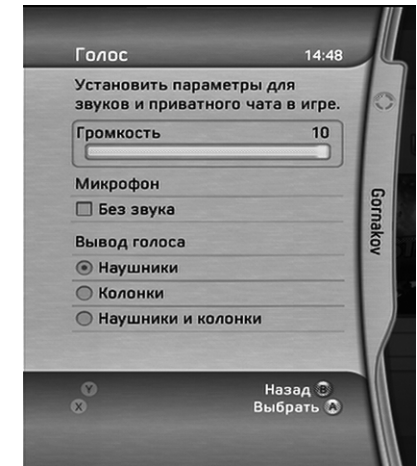 Голос 14:48
Установить параметры для
звуков и приватного чата в игре.
Громкость 10
Микрофон
Без звука
Вывод голоса
Наушники
Колонки
Наушники и колонки
Y Назад B
X Выбрать A
Gornakov